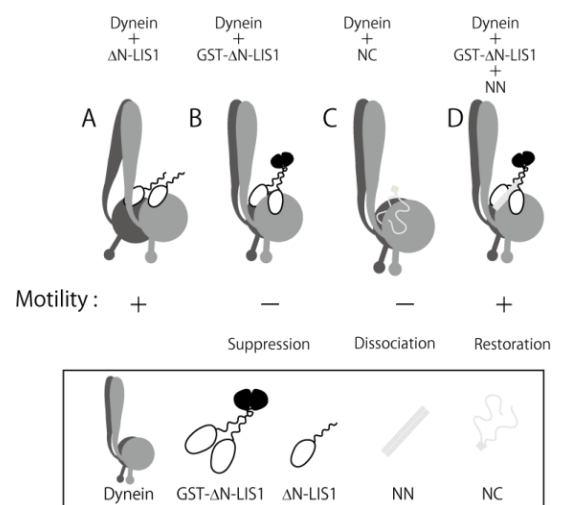 Dynein
+
ΔN-LIS1
Dynein
+
GST-ΔN-LIS1
Dynein
+
NC
Dynein
+
GST-ΔN-LIS1
+
NN
A B C D
Motility : + − − +
Suppression Dissociation Restoration
Dynein GST-ΔN-LIS1 ΔN-LIS1 NN NC